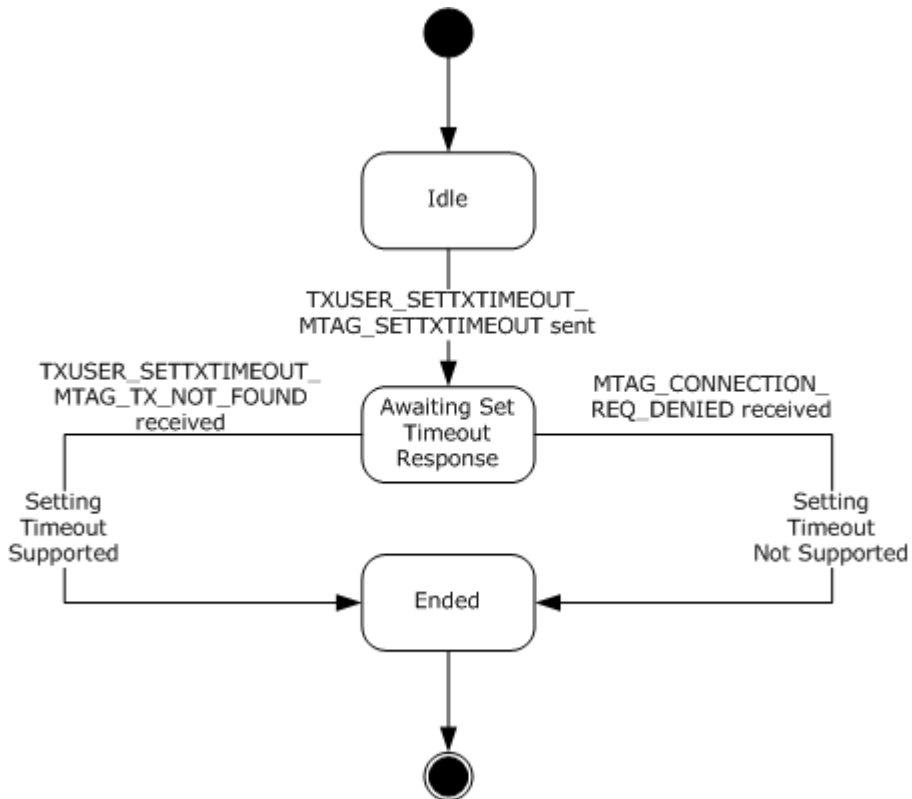 Idle
TXUSER_SETTXTIMEOUT_
MTAG_SETTXTIMEOUT sent
TXUSER_SETTXTIMEOUT_
MTAG_TX_NOT_FOUND
received
Awaiting Set
Timeout
Response
MTAG_CONNECTION_
REQ_DENIED received
Setting
Timeout
Supported
Setting
Timeout
Not Supported
Ended